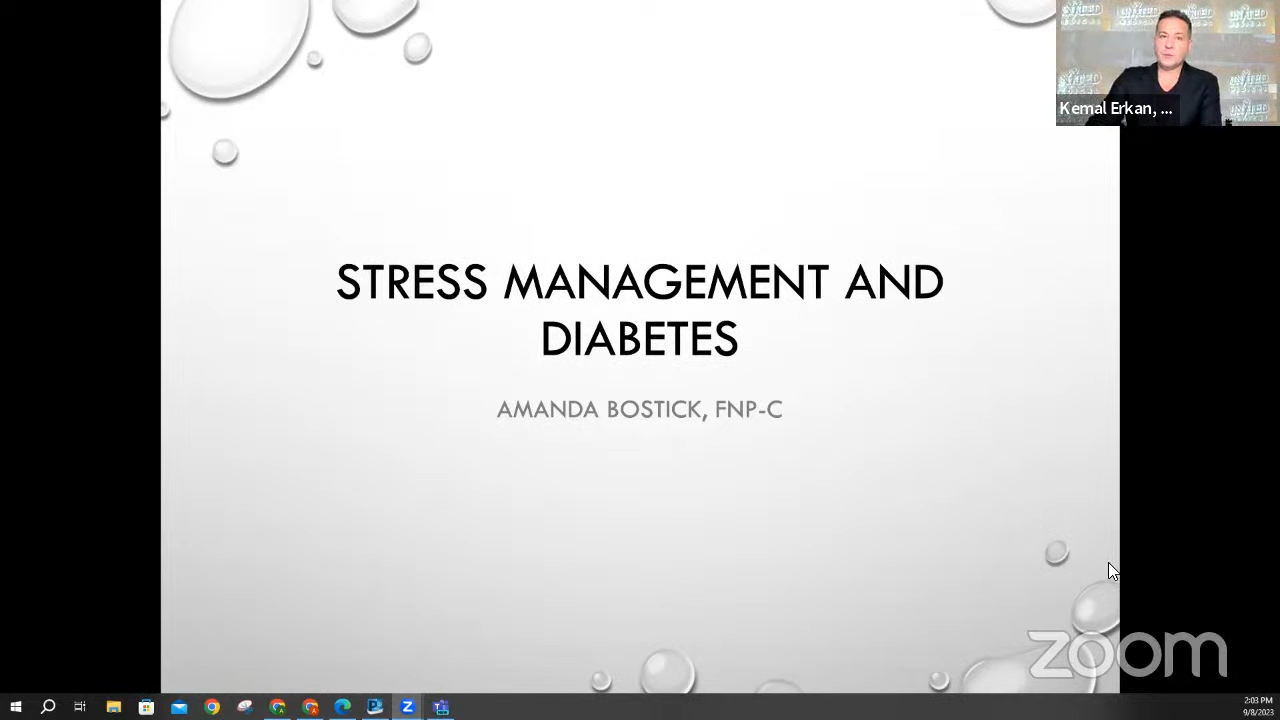 Kemal Erkan, ...
STRESS MANAGEMENT AND
DIABETES
AMANDA BOSTICK, FNP-C
zoom
2:03 PM
9/8/2023